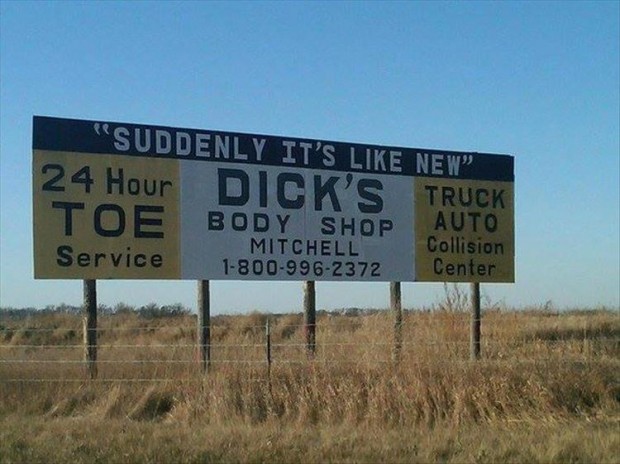 "SUDDENLY IT'S LIKE NEW"
24 Hour
TOE
Service
DICK'S
BODY SHOP
MITCHELL
1-800-996-2372
TRUCK
AUTO
Collision
Center